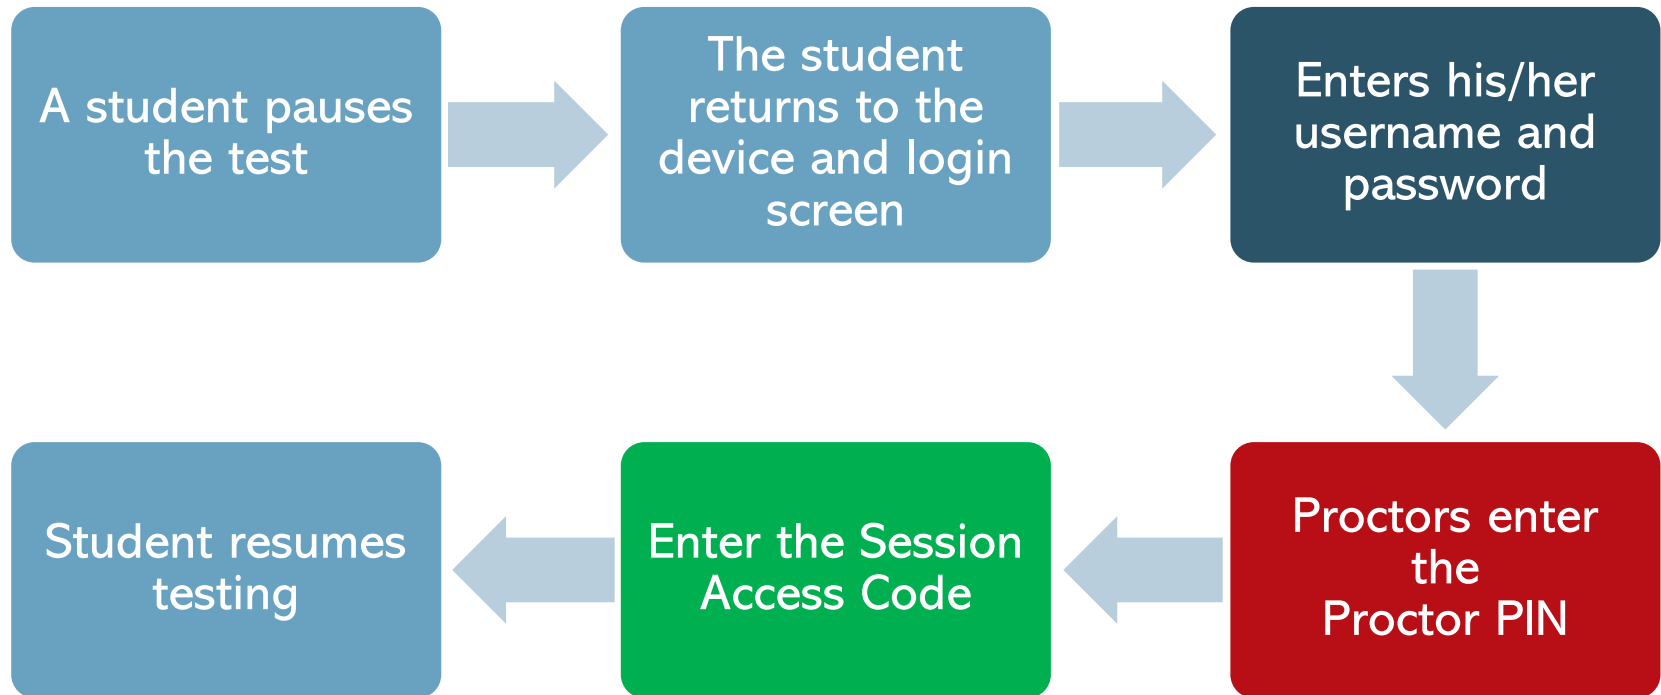 A student pauses
the test
The student
returns to the
device and login
screen
Enters his/her
username and
password
Proctors enter
the
Proctor PIN
Enter the Session
Access Code
Student resumes
testing